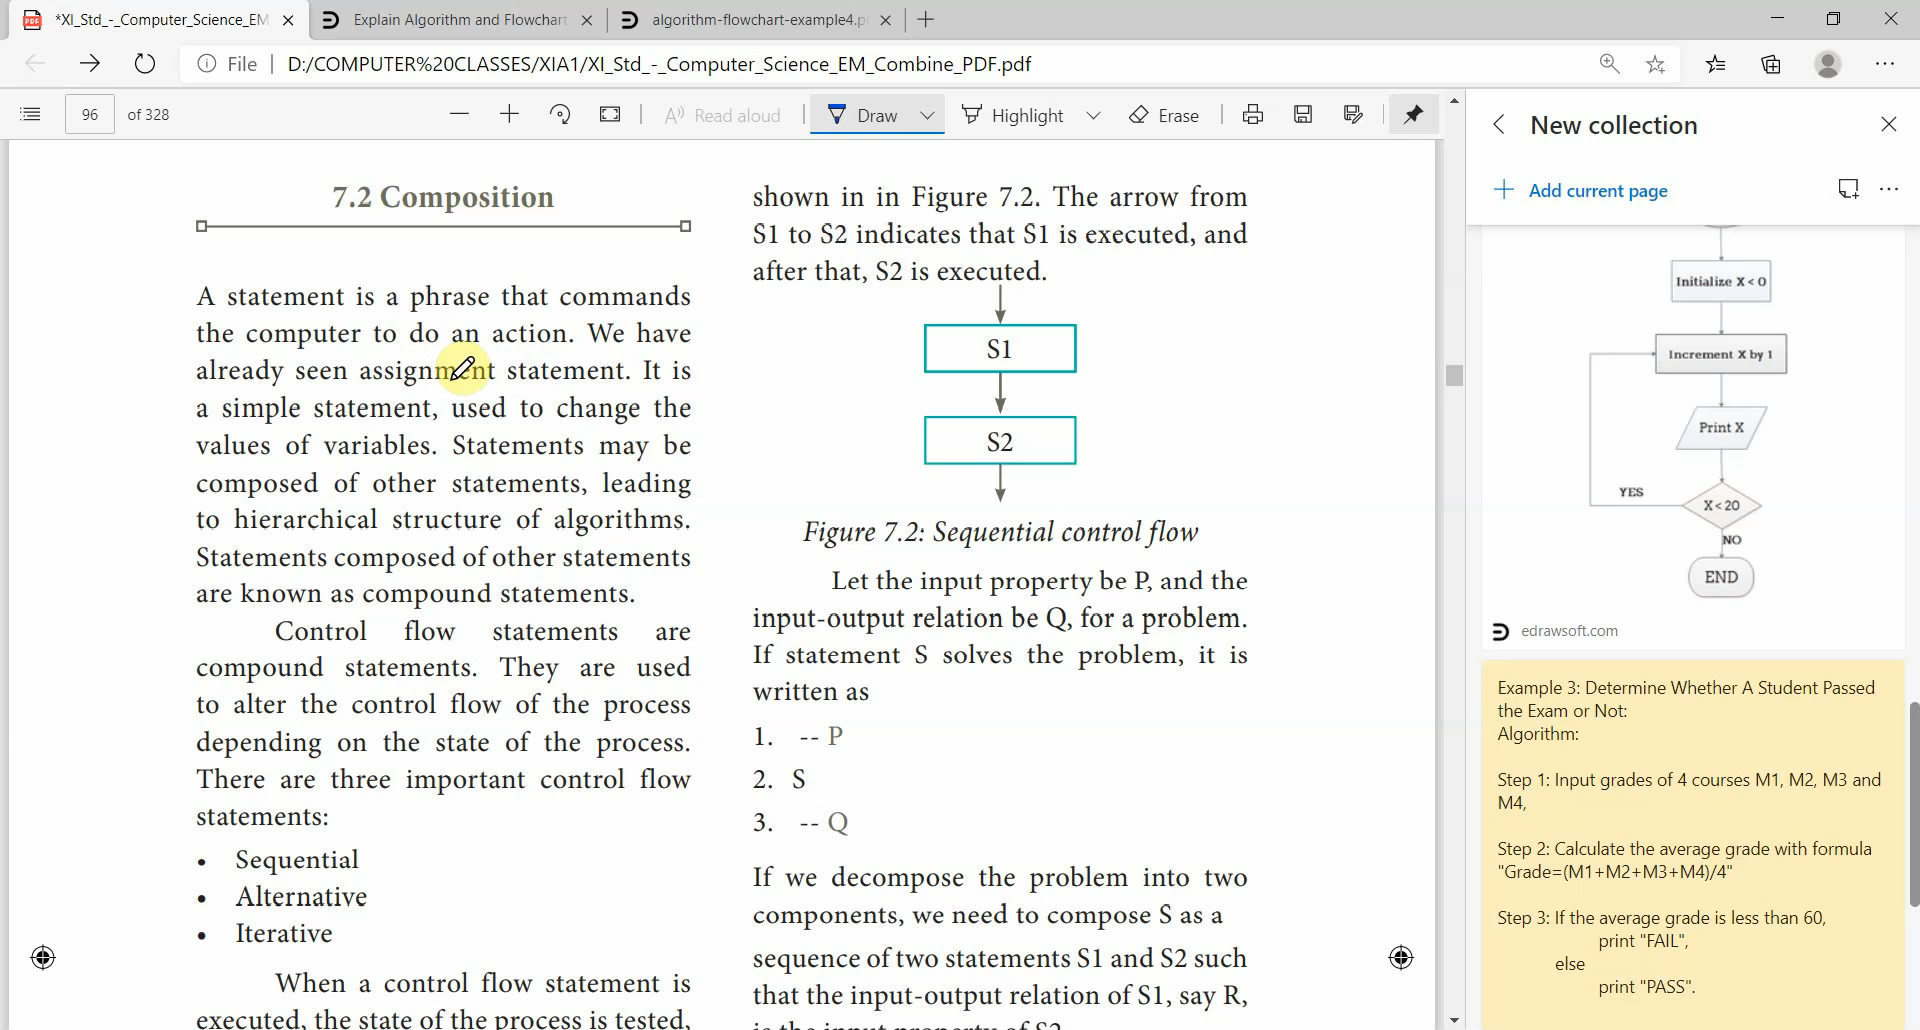 *XI_Std_-_Computer_Science_EM
Explain Algorithm and Flowchart
algorithm-flowchart-example4.p
File
D:/COMPUTER%20CLASSES/XIA1/XI_Std_-_Computer_Science_EM_Combine_PDF.pdf
96 of 328
Read aloud
Draw
Highlight
Erase
7.2 Composition
A statement is a phrase that commands
the computer to do an action. We have
already seen assignment statement. It is
a simple statement, used to change the
values of variables. Statements may be
composed of other statements, leading
to hierarchical structure of algorithms.
Statements composed of other statements
are known as compound statements.
Control flow statements are
compound statements. They are used
to alter the control flow of the process
depending on the state of the process.
There are three important control flow
statements:
• Sequential
• Alternative
• Iterative
When a control flow statement is
executed, the state of the process is tested,
shown in in Figure 7.2. The arrow from
S1 to S2 indicates that S1 is executed, and
after that, S2 is executed.
S1
S2
Figure 7.2: Sequential control flow
Let the input property be P, and the
input-output relation be Q, for a problem.
If statement S solves the problem, it is
written as
1. -- P
2. S
3. -- Q
If we decompose the problem into two
components, we need to compose S as a
sequence of two statements S1 and S2 such
that the input-output relation of S1, say R,
is the input property of S2
New collection
Add current page
Initialize X < 0
Increment X by 1
Print X
YES
X < 20
NO
END
edrawsoft.com
Example 3: Determine Whether A Student Passed
the Exam or Not:
Algorithm:
Step 1: Input grades of 4 courses M1, M2, M3 and
M4,
Step 2: Calculate the average grade with formula
"Grade=(M1+M2+M3+M4)/4"
Step 3: If the average grade is less than 60,
print "FAIL",
else
print "PASS".